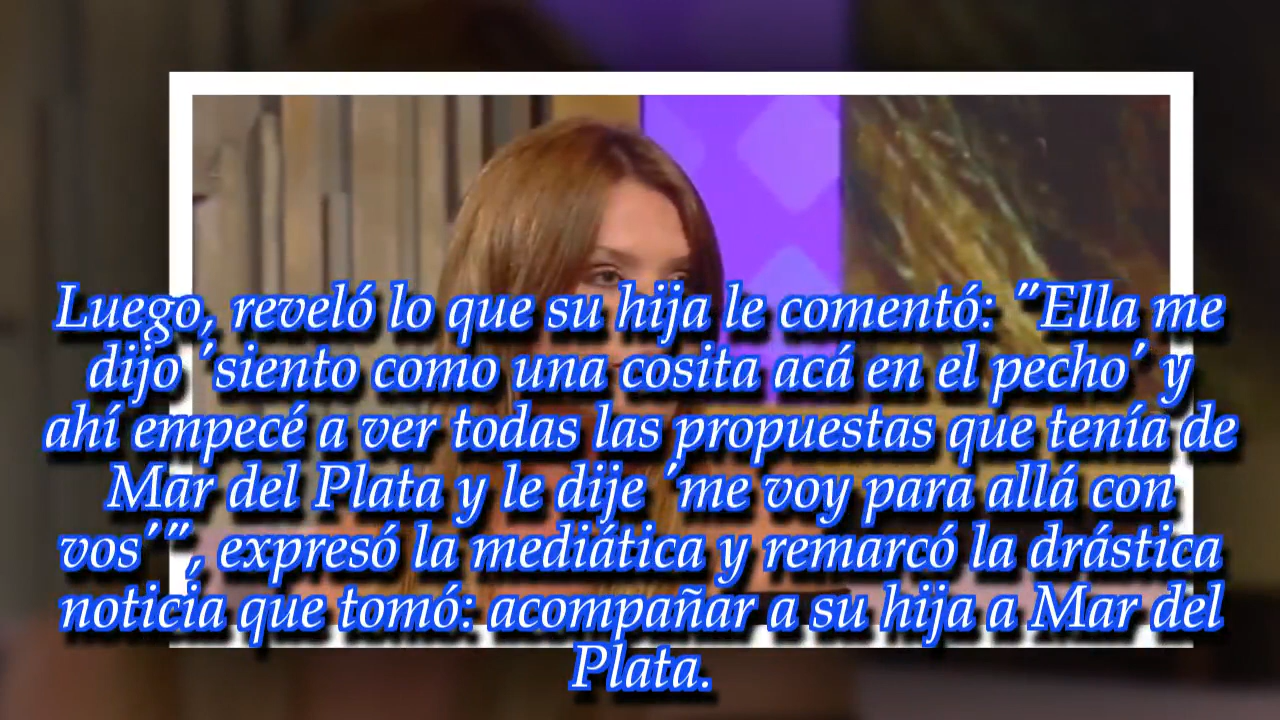 Luego, reveló lo que su hija le comentó: "Ella me
dijo ´siento como una cosita acá en el pecho´ y
ahí empecé a ver todas las propuestas que tenía de
Mar del Plata y le dije ´me voy para allá con
vos´", expresó la mediática y remarcó la drástica
noticia que tomó: acompañar a su hija a Mar del
Plata.